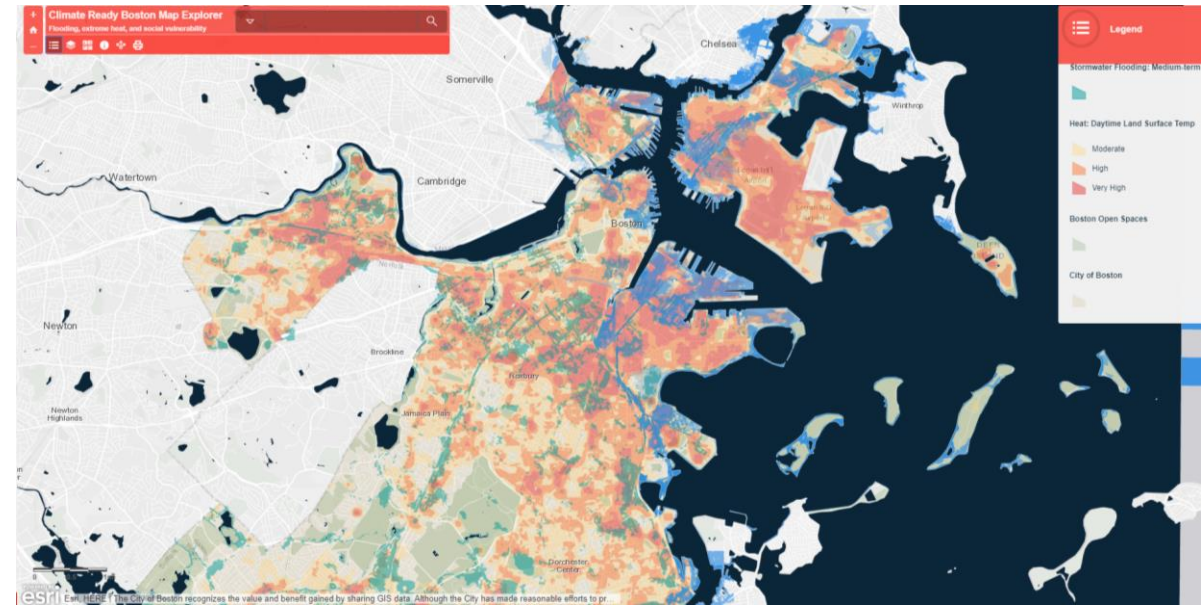 Climate Ready Boston Map Explorer
Flooding, extreme heat, and social vulnerability
Legend
Stormwater Flooding: Medium-term
Heat: Daytime Land Surface Temp
Moderate
High
Very High
Boston Open Spaces
City of Boston
Chelsea
Somerville
Winthrop
Watertown
Cambridge
Boston
Newton
Brookline
Roxbury
Newton
Highlands
Jamaica Plain
Dorchester
Center
esri
Esri, HERE | The City of Boston recognizes the value and benefit gained by sharing GIS data. Although the City has made reasonable efforts to pr...